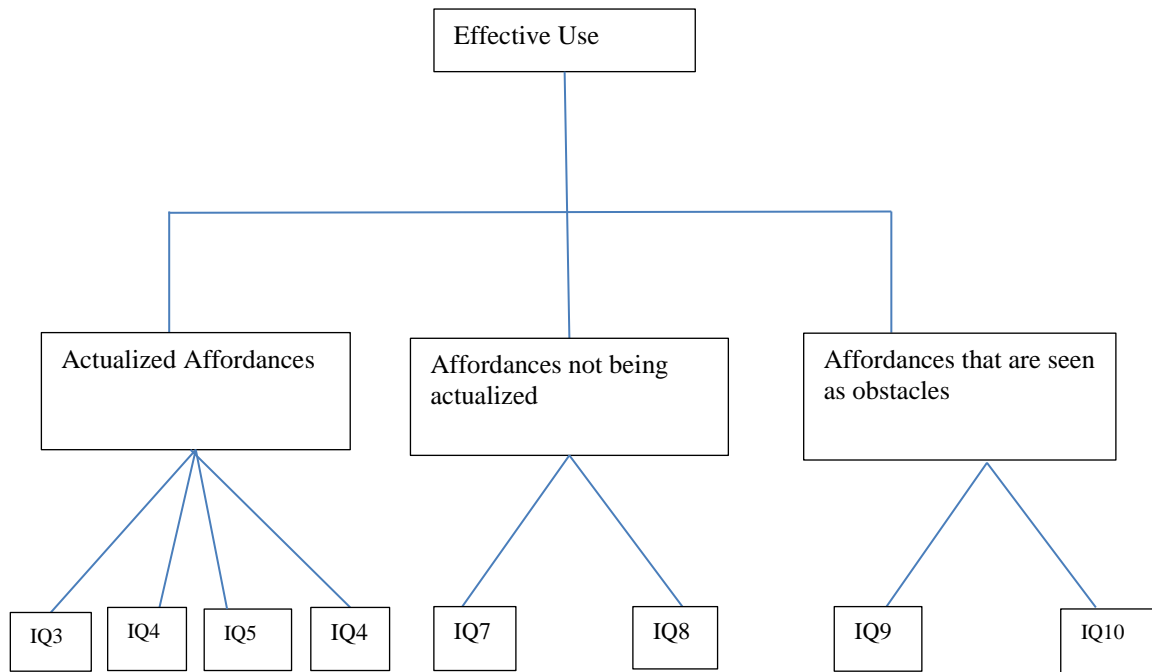 Effective Use
Actualized Affordances
Affordances not being
actualized
Affordances that are seen
as obstacles
IQ3
IQ4
IQ5
IQ4
IQ7
IQ8
IQ9
IQ10